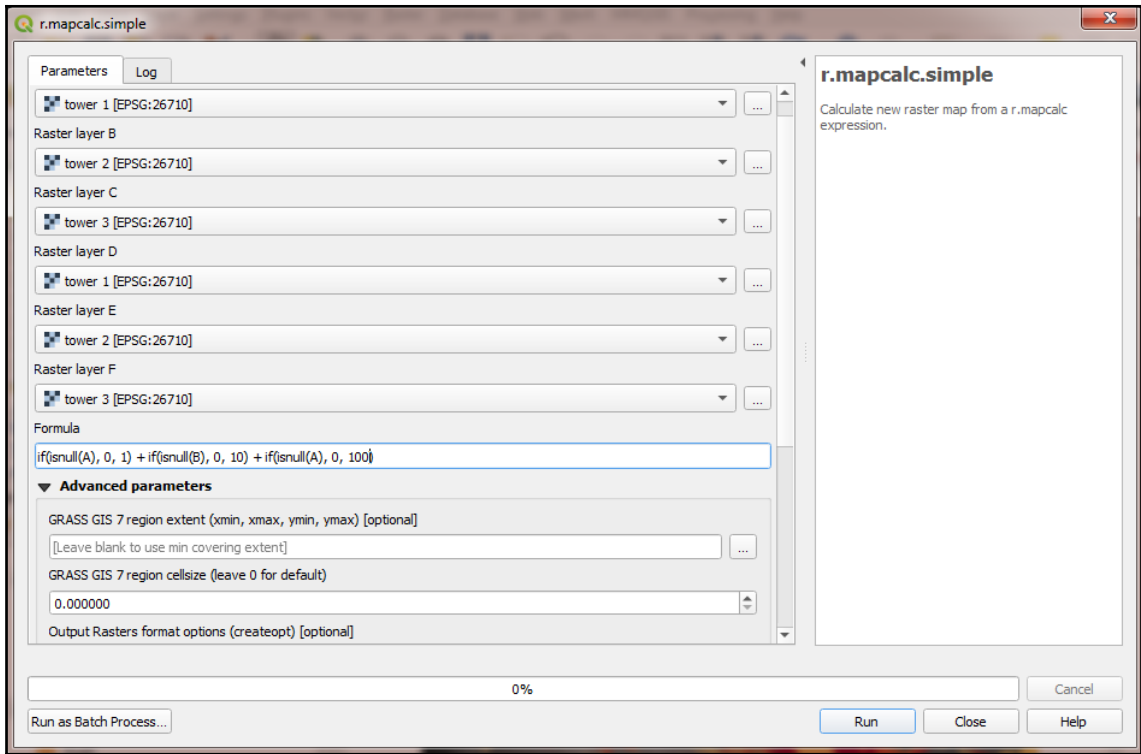 r.mapcalc.simple
Parameters Log
tower 1 [EPSG:26710]
...
Raster layer B
tower 2 [EPSG:26710]
...
Raster layer C
tower 3 [EPSG:26710]
...
Raster layer D
tower 1 [EPSG:26710]
...
Raster layer E
tower 2 [EPSG:26710]
...
Raster layer F
tower 3 [EPSG:26710]
...
Formula
if(isnull(A), 0, 1) + if(isnull(B), 0, 10) + if(isnull(A), 0, 100)
Advanced parameters
GRASS GIS 7 region extent (xmin, xmax, ymin, ymax) [optional]
[Leave blank to use min covering extent]
...
GRASS GIS 7 region cellsize (leave 0 for default)
0.000000
Output Rasters format options (createopt) [optional]
r.mapcalc.simple
Calculate new raster map from a r.mapcalc
expression.
0%
Cancel
Run as Batch Process...
Run Close Help